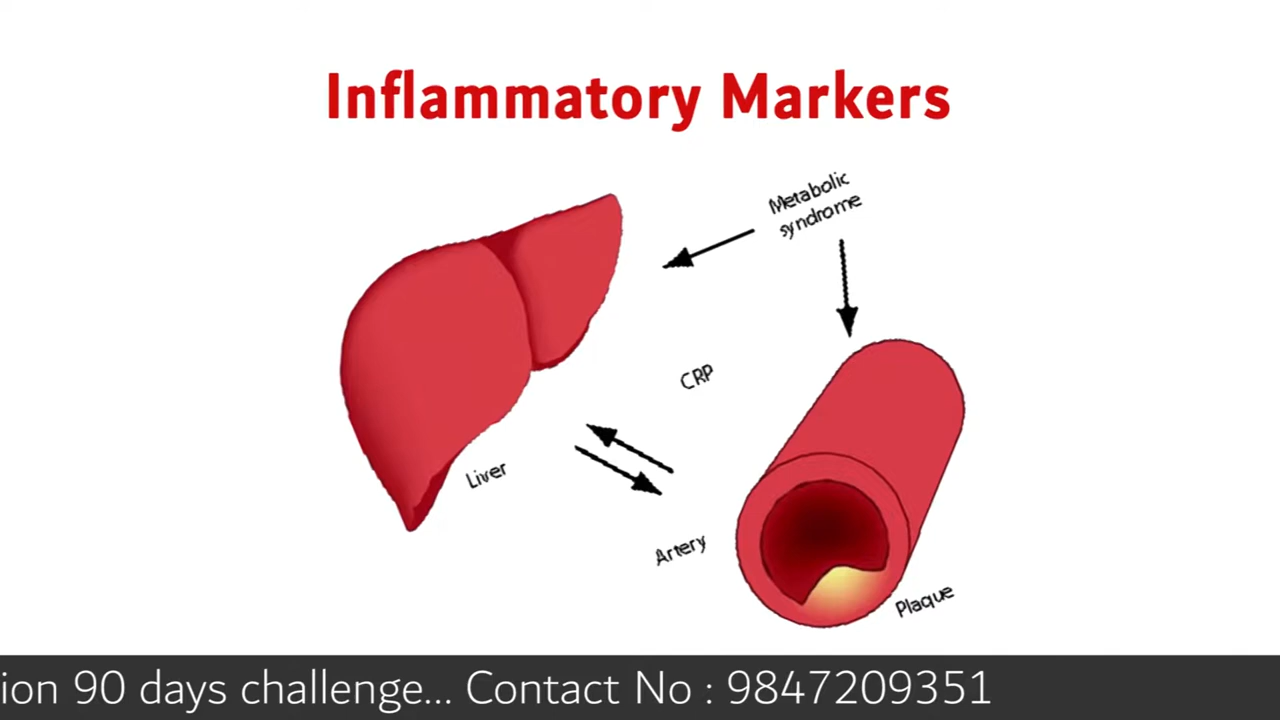 Inflammatory Markers
Metabolic
syndrome
CRP
Liver
Artery
Plaque
ion 90 days challenge... Contact No : 9847209351